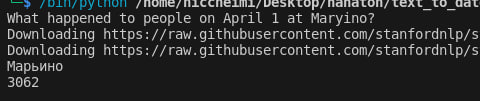 /bin/python /home/niccheimi/Desktop/hahaton/text_to_dat
What happened to people on April 1 at Maryino?
Downloading https://raw.githubusercontent.com/stanfordnlp/s
Downloading https://raw.githubusercontent.com/stanfordnlp/s
Марьино
3062